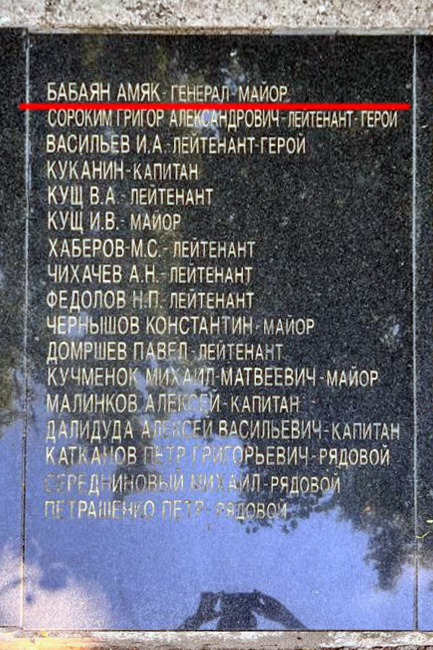 БАБАЯН АМЯК - ГЕНЕРАЛ - МАЙОР
СОРОКИМ ГРИГОР АЛЕКСАНДРОВИЧ - ЛЕЙТЕНАНТ - ГЕРОЙ
ВАСИЛЬЕВ И.А. - ЛЕЙТЕНАНТ-ГЕРОЙ
КУКАНИН - КАПИТАН
КУЩ В.А. - ЛЕЙТЕНАНТ
КУЩ И.В. - МАЙОР
ХАБЕРОВ М.С. - ЛЕЙТЕНАНТ
ЧИХАЧЕВ А.Н. - ЛЕЙТЕНАНТ
ФЕДОЛОВ Н.П. - ЛЕЙТЕНАНТ
ЧЕРНЫШОВ КОНСТАНТИН - МАЙОР
ДОМРШЕВ ПАВЕЛ - ЛЕЙТЕНАНТ
КУЧМЕНОК МИХАИЛ МАТВЕЕВИЧ - МАЙОР
МАЛИНКОВ АЛЕКСЕЙ - КАПИТАН
ДАЛИДУДА АЛЕКСЕЙ ВАСИЛЬЕВИЧ - КАПИТАН
КАТКАНОВ ПЕТР ГРИГОРЬЕВИЧ - РЯДОВОЙ
СЕРЕДНИНОВЫЙ МИХАИЛ - РЯДОВОЙ
ПЕТРАШЕНКО ПЕТР - РЯДОВОЙ